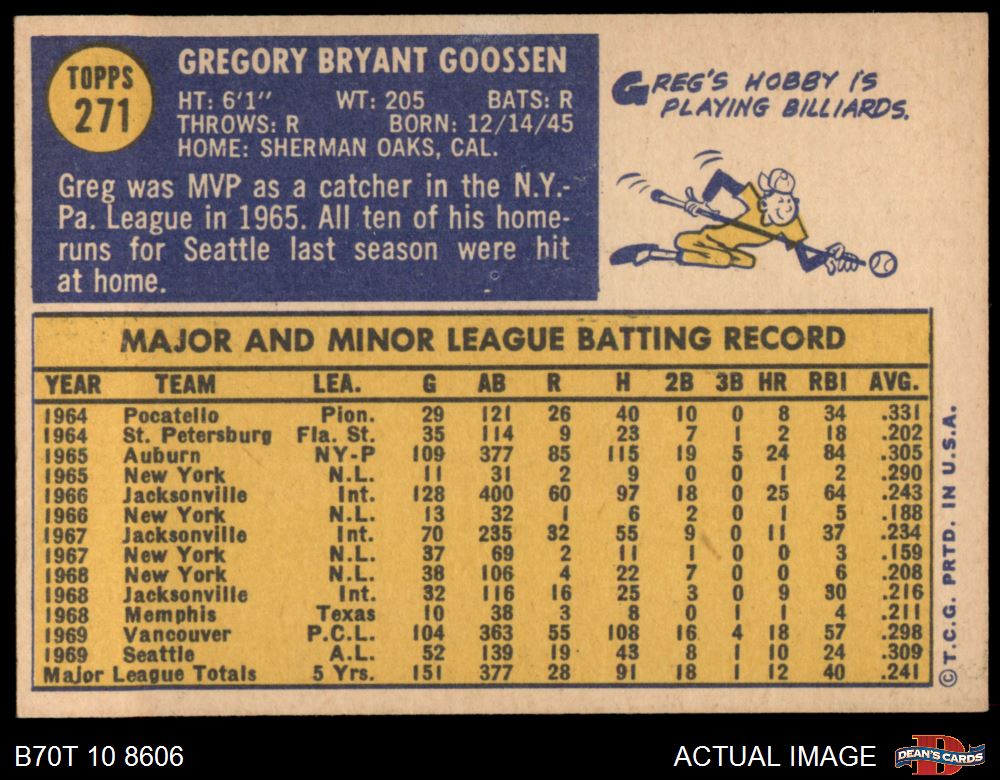 TOPPS
271
GREGORY BRYANT GOOSSEN
HT: 6'1" WT: 205 BATS: R
THROWS: R BORN: 12/14/45
HOME: SHERMAN OAKS, CAL.
Greg was MVP as a catcher in the N.Y.-
Pa. League in 1965. All ten of his home-
runs for Seattle last season were hit
at home.
GREG'S HOBBY IS
PLAYING BILLIARDS.
MAJOR AND MINOR LEAGUE BATTING RECORD
YEAR TEAM LEA. G AB R H 2B 3B HR RBI AVG.
1964 Pocatello Pion. 29 121 26 40 10 0 8 34 .331
1964 St. Petersburg Fla. St. 35 114 9 23 7 1 2 18 .202
1965 Auburn NY-P 109 377 85 115 19 5 24 84 .305
1965 New York N.L. 11 31 2 9 0 0 1 2 .290
1966 Jacksonville Int. 128 400 60 97 18 0 25 64 .243
1966 New York N.L. 13 32 1 6 2 0 1 5 .188
1967 Jacksonville Int. 70 235 32 55 9 0 11 37 .234
1967 New York N.L. 37 69 2 11 1 0 0 3 .159
1968 New York N.L. 38 106 4 22 7 0 0 6 .208
1968 Jacksonville Int. 32 116 16 25 3 0 9 30 .216
1968 Memphis Texas 10 38 3 8 0 1 1 4 .211
1969 Vancouver P.C.L. 104 363 55 108 16 4 18 57 .298
1969 Seattle A.L. 52 139 19 43 8 1 10 24 .309
Major League Totals 5 Yrs. 151 377 28 91 18 1 12 40 .241
© T.C.G. PRTD. IN U.S.A.
B70T 10 8606
ACTUAL IMAGE
D
DEAN'S CARDS